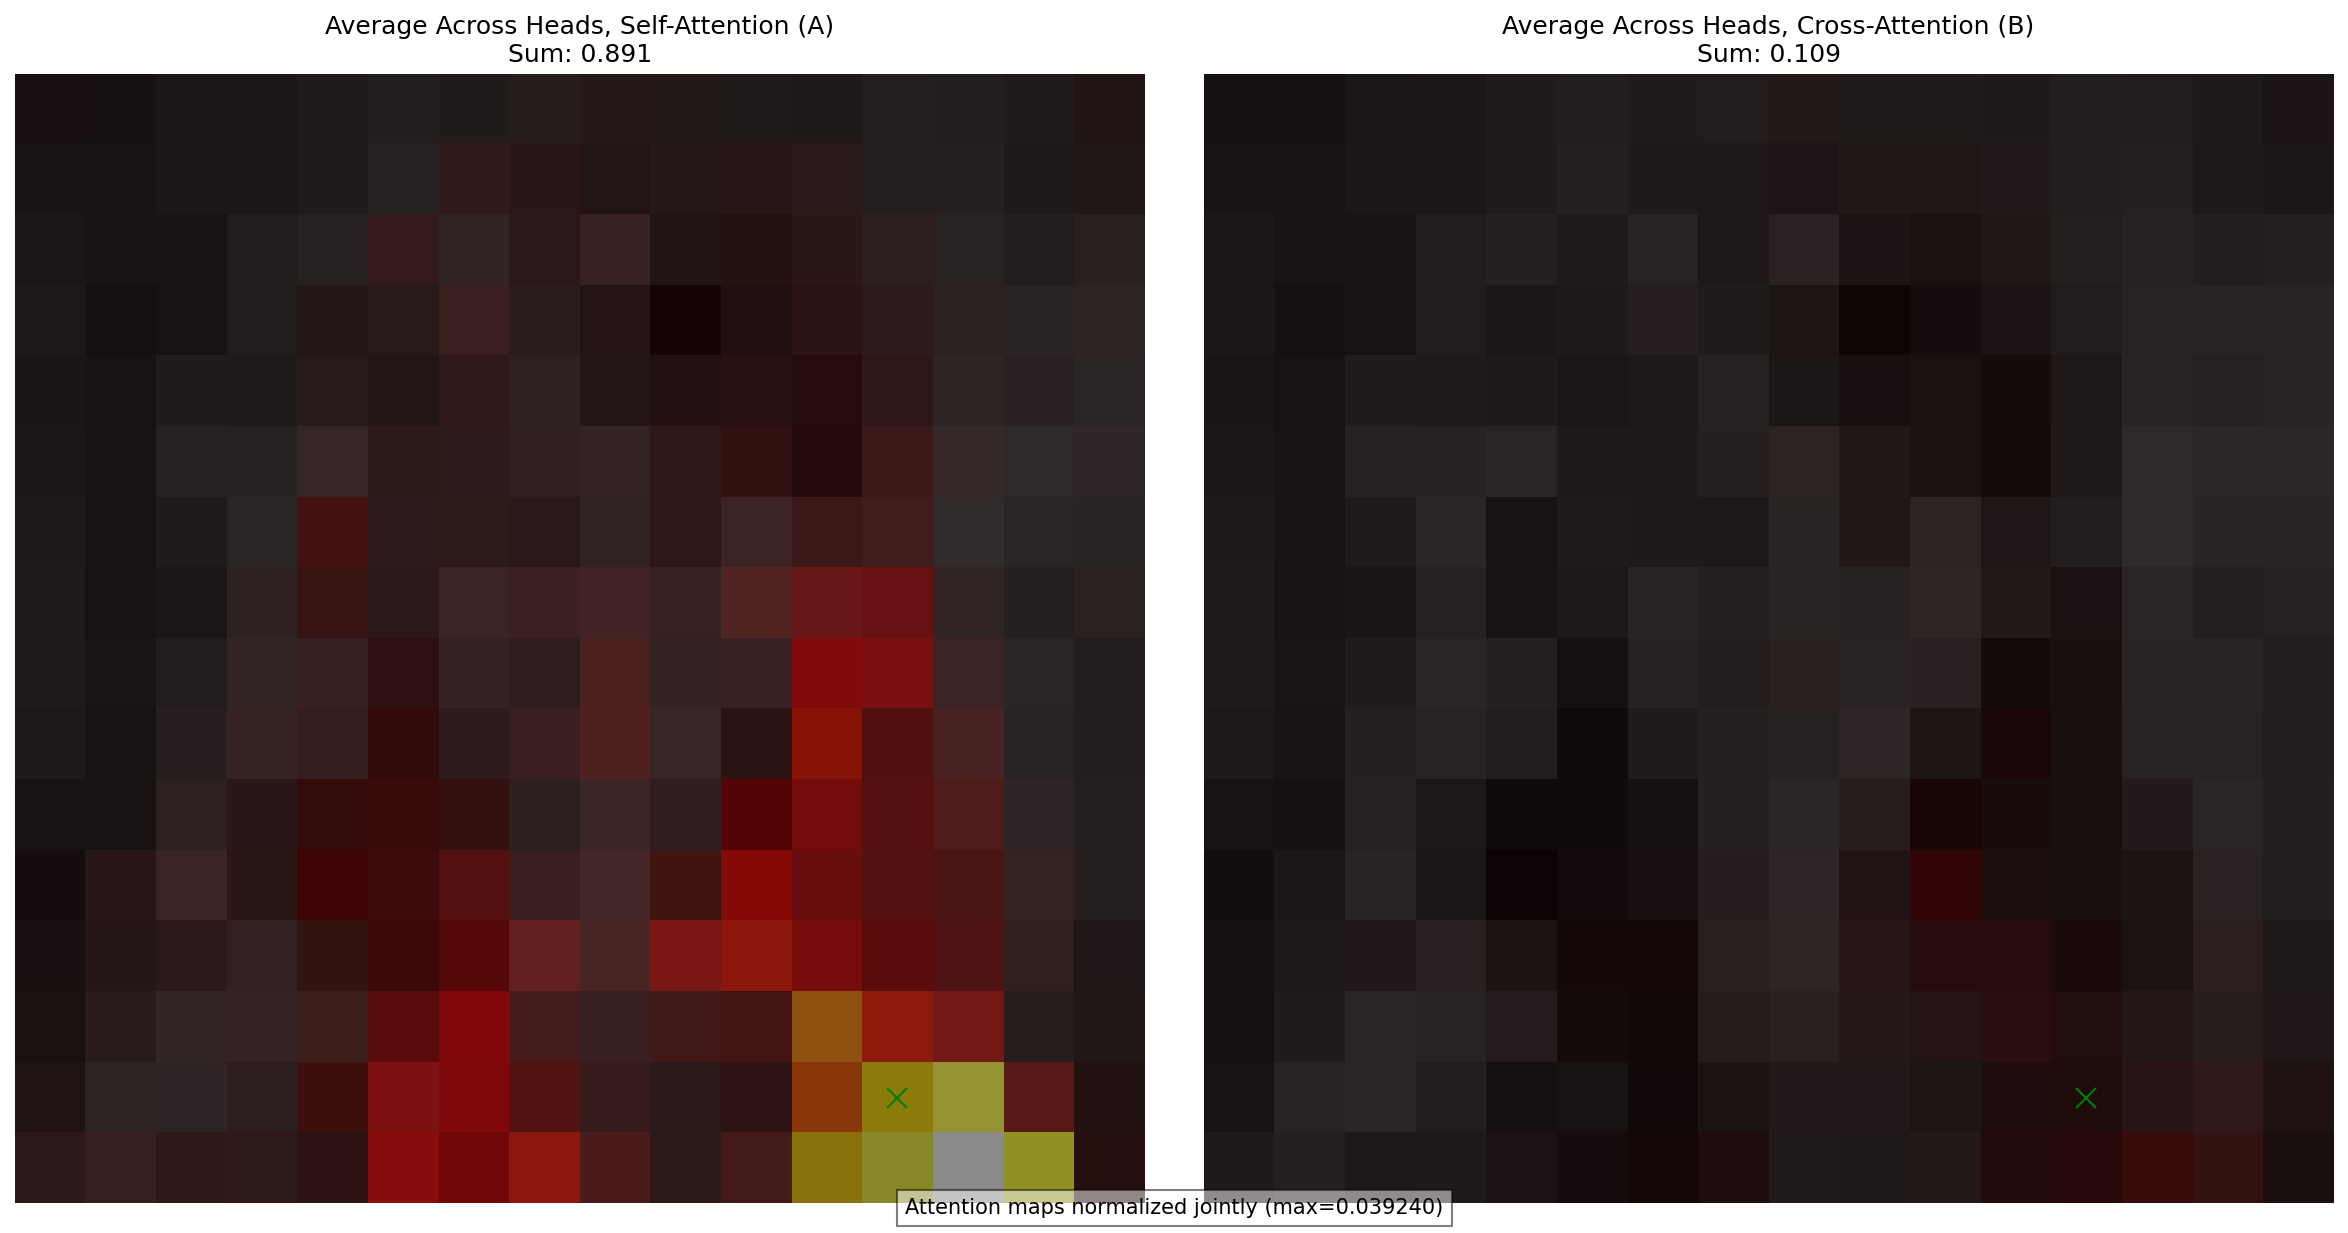 Average Across Heads, Self-Attention (A)
Sum: 0.891
Average Across Heads, Cross-Attention (B)
Sum: 0.109
Attention maps normalized jointly (max=0.039240)